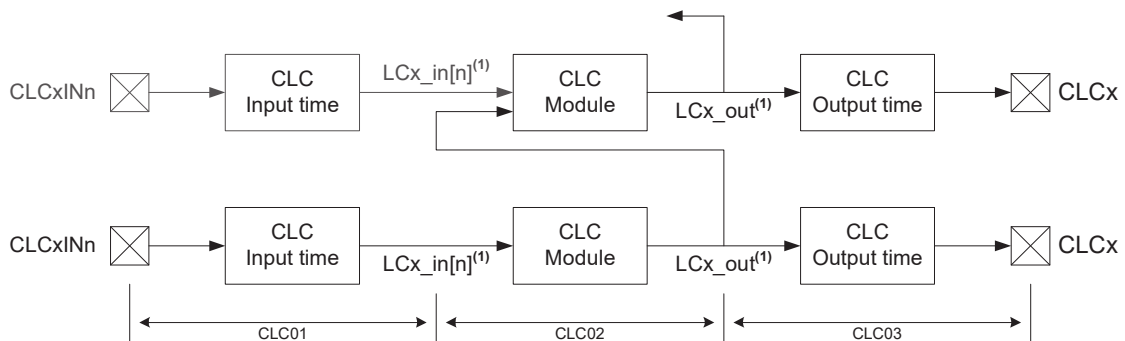 CLCxINn
CLC
Input time
LCx_in[n](1)
CLC
Module
LCx_out(1)
CLC
Output time
CLCx
CLCxINn
CLC
Input time
LCx_in[n](1)
CLC
Module
LCx_out(1)
CLC
Output time
CLCx
CLC01
CLC02
CLC03